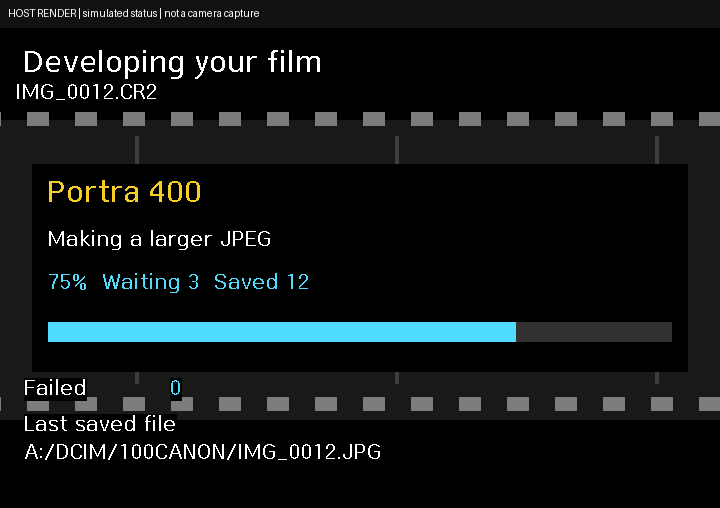 HOST RENDER | simulated status | not a camera capture
Developing your film
IMG_0012.CR2
Portra 400
Making a larger JPEG
75% Waiting 3 Saved 12
Failed 0
Last saved file
A:/DCIM/100CANON/IMG_0012.JPG